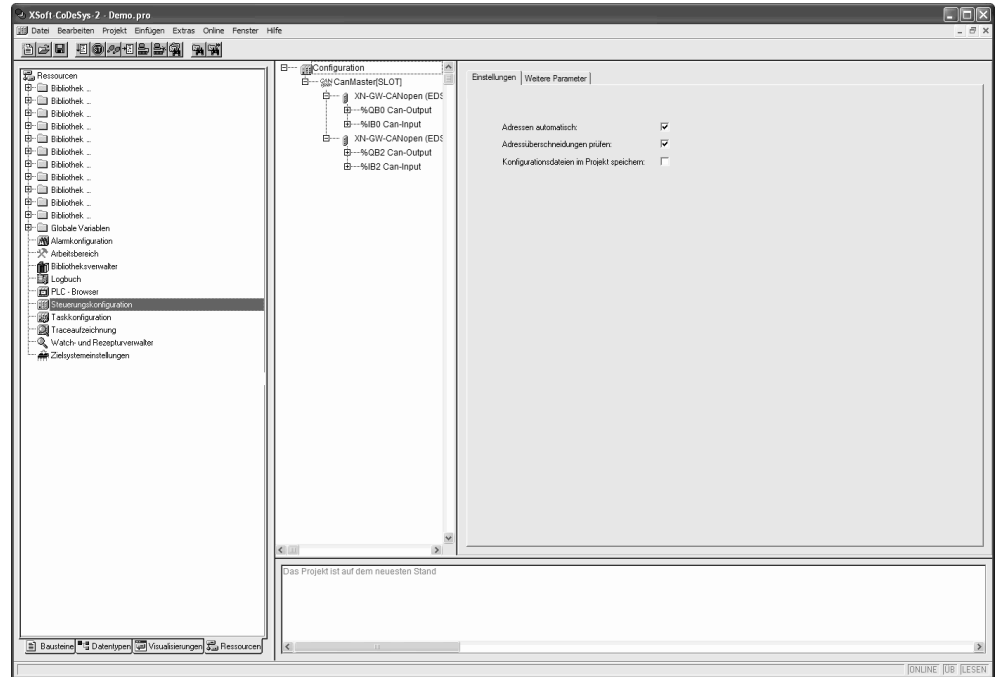 XSoft-CoDeSys-2 - Demo.pro
Datei Bearbeiten Projekt Einfügen Extras Online Fenster Hilfe
Ressourcen
Bibliothek ...
Bibliothek ...
Bibliothek ...
Bibliothek ...
Bibliothek ...
Bibliothek ...
Bibliothek ...
Bibliothek ...
Bibliothek ...
Bibliothek ...
Bibliothek ...
Globale Variablen
Alarmkonfiguration
Arbeitsbereich
Bibliotheksverwalter
Logbuch
PLC - Browser
Steuerungskonfiguration
Taskkonfiguration
Traceaufzeichnung
Watch- und Rezepturverwalter
Zielsystemeinstellungen
Bausteine Datentypen Visualisierungen Ressourcen
Configuration
CanMaster[SLOT]
XN-GW-CANopen (EDS
%QB0 Can-Output
%IB0 Can-Input
XN-GW-CANopen (EDS
%QB2 Can-Output
%IB2 Can-Input
Einstellungen Weitere Parameter
Adressen automatisch:
Adressüberschneidungen prüfen:
Konfigurationsdateien im Projekt speichern:
Das Projekt ist auf dem neuesten Stand
ONLINE ÜB LESEN